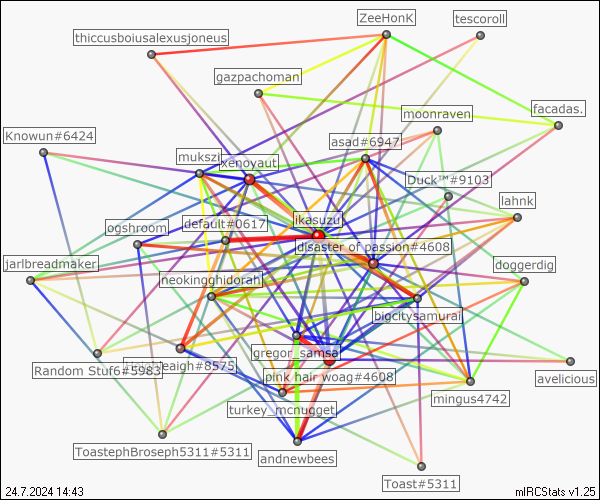 ZeeHonK
tescoroll
thiccusboiusalexusjoneus
gazpachoman
facadas.
moonraven
Knowun#6424
asad#6947
mukszi
xenoyaut
Duck™#9103
lahnk
ikasuzu
default#0617
ogshroom
disaster of passion#4608
jarlbreadmaker
doggerdig
neokingghidorah
bigcitysamurai
gregor_samsa
Random Stuf6#5983
#8575
pink hair woag#4608
avelicious
mingus4742
turkey_mcnugget
ToastephBroseph5311#5311
andnewbees
Toast#5311
24.7.2024 14:43
mIRCStats v1.25